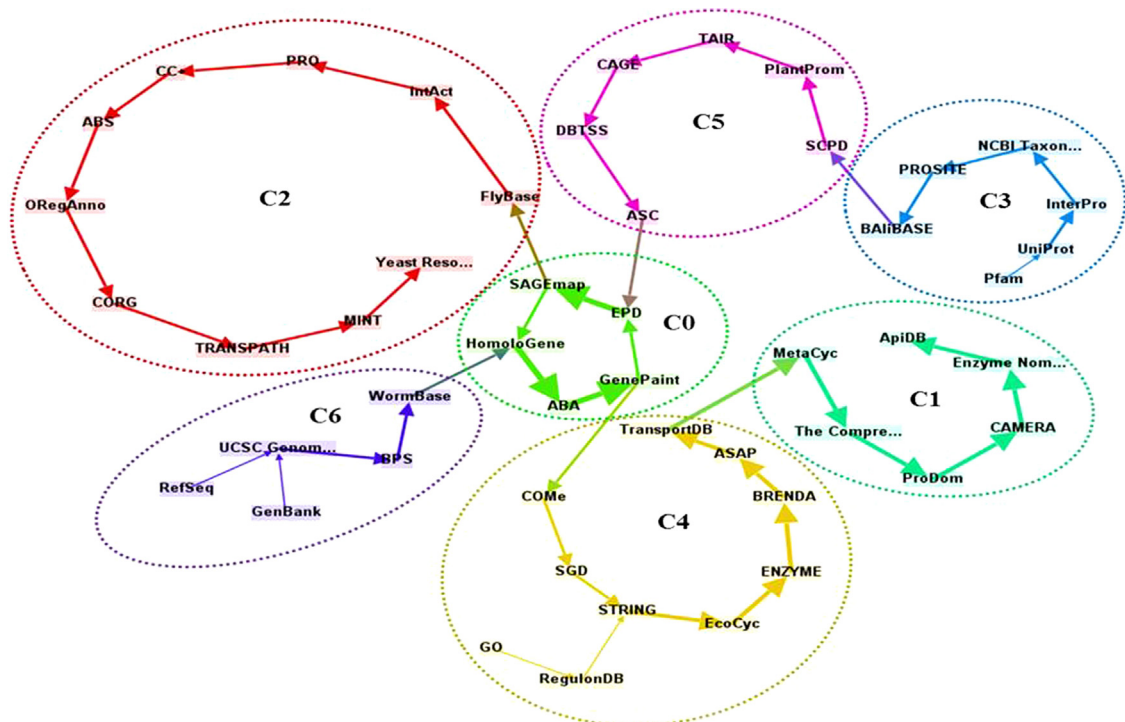 PRO
CC
IntAct
ABS
C2
ORegAnno
FlyBase
Yeast Reso...
CORG
MINT
TRANSPATH
TAIR
CAGE
PlantProm
C5
DBTSS
SCPD
ASC
NCBI Taxon...
PROSITE
C3
InterPro
BAliBASE
UniProt
Pfam
SAGEmap
EPD
C0
HomoloGene
GenePaint
ABA
MetaCyc
ApiDB
Enzyme Nom...
C1
The Compre...
CAMERA
ProDom
WormBase
C6
UCSC Genom...
BPS
RefSeq
GenBank
TransportDB
ASAP
COMe
BRENDA
C4
SGD
ENZYME
STRING
EcoCyc
GO
RegulonDB